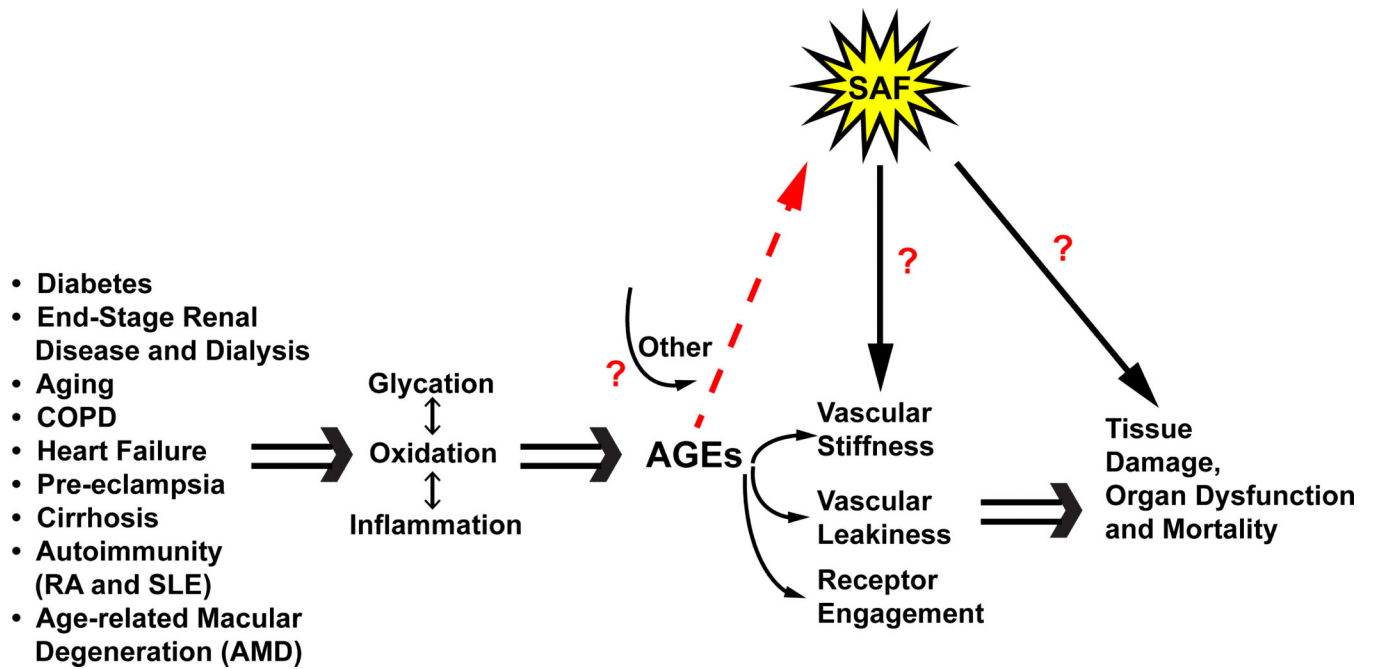 SAF
?
?
• Diabetes
• End-Stage Renal
Disease and Dialysis
• Aging
• COPD
• Heart Failure
• Pre-eclampsia
• Cirrhosis
• Autoimmunity
(RA and SLE)
• Age-related Macular
Degeneration (AMD)
Glycation
Oxidation
Inflammation
Other
?
AGEs
Vascular
Stiffness
Vascular
Leakiness
Receptor
Engagement
Tissue
Damage,
Organ Dysfunction
and Mortality